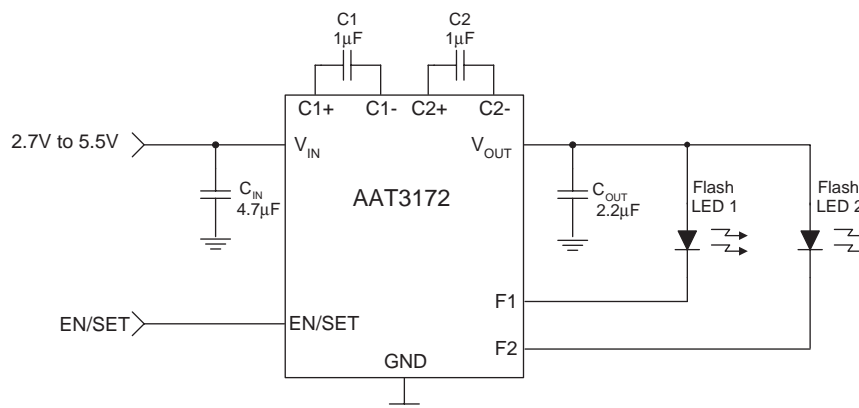 C1
1µF
C2
1µF
C1+ C1- C2+ C2-
2.7V to 5.5V
VIN
VOUT
AAT3172
CIN
4.7µF
COUT
2.2µF
Flash
LED 1
Flash
LED 2
F1
EN/SET
EN/SET
F2
GND